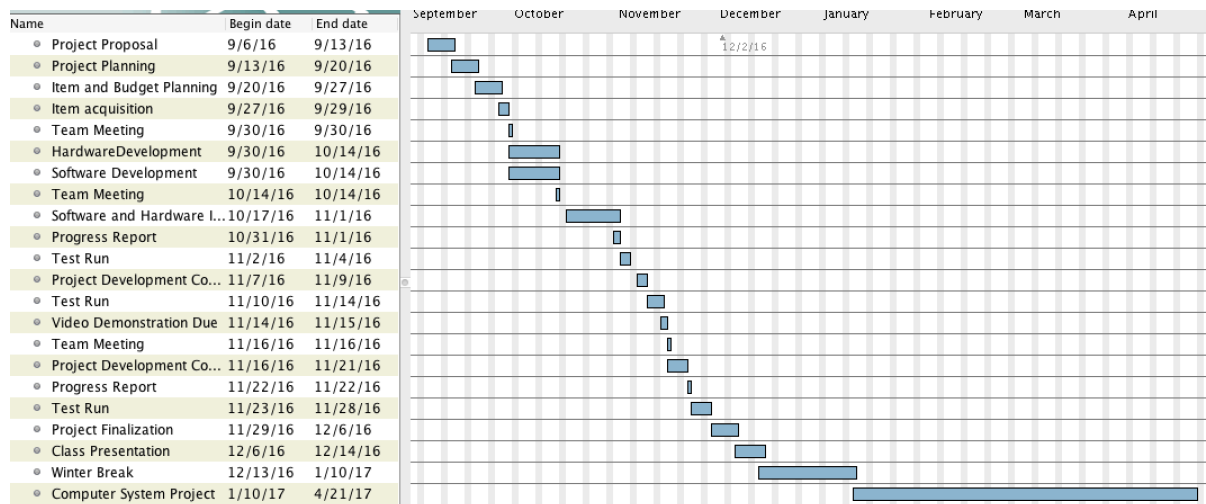 September October November December January February March April
Name Begin date End date
Project Proposal 9/6/16 9/13/16
12/2/16
Project Planning 9/13/16 9/20/16
Item and Budget Planning 9/20/16 9/27/16
Item acquisition 9/27/16 9/29/16
Team Meeting 9/30/16 9/30/16
HardwareDevelopment 9/30/16 10/14/16
Software Development 9/30/16 10/14/16
Team Meeting 10/14/16 10/14/16
Software and Hardware I... 10/17/16 11/1/16
Progress Report 10/31/16 11/1/16
Test Run 11/2/16 11/4/16
Project Development Co... 11/7/16 11/9/16
Test Run 11/10/16 11/14/16
Video Demonstration Due 11/14/16 11/15/16
Team Meeting 11/16/16 11/16/16
Project Development Co... 11/16/16 11/21/16
Progress Report 11/22/16 11/22/16
Test Run 11/23/16 11/28/16
Project Finalization 11/29/16 12/6/16
Class Presentation 12/6/16 12/14/16
Winter Break 12/13/16 1/10/17
Computer System Project 1/10/17 4/21/17